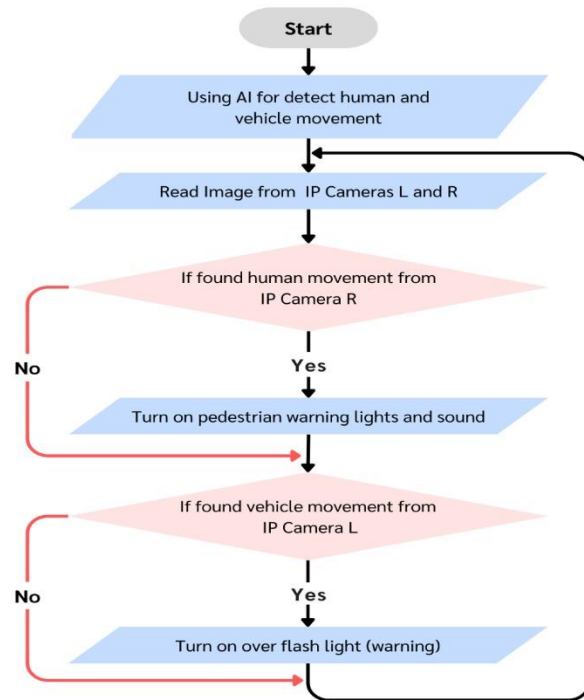 Start
Using AI for detect human and
vehicle movement
Read Image from IP Cameras L and R
If found human movement from
IP Camera R
No
Yes
Turn on pedestrian warning lights and sound
If found vehicle movement from
IP Camera L
No
Yes
Turn on over flash light (warning)